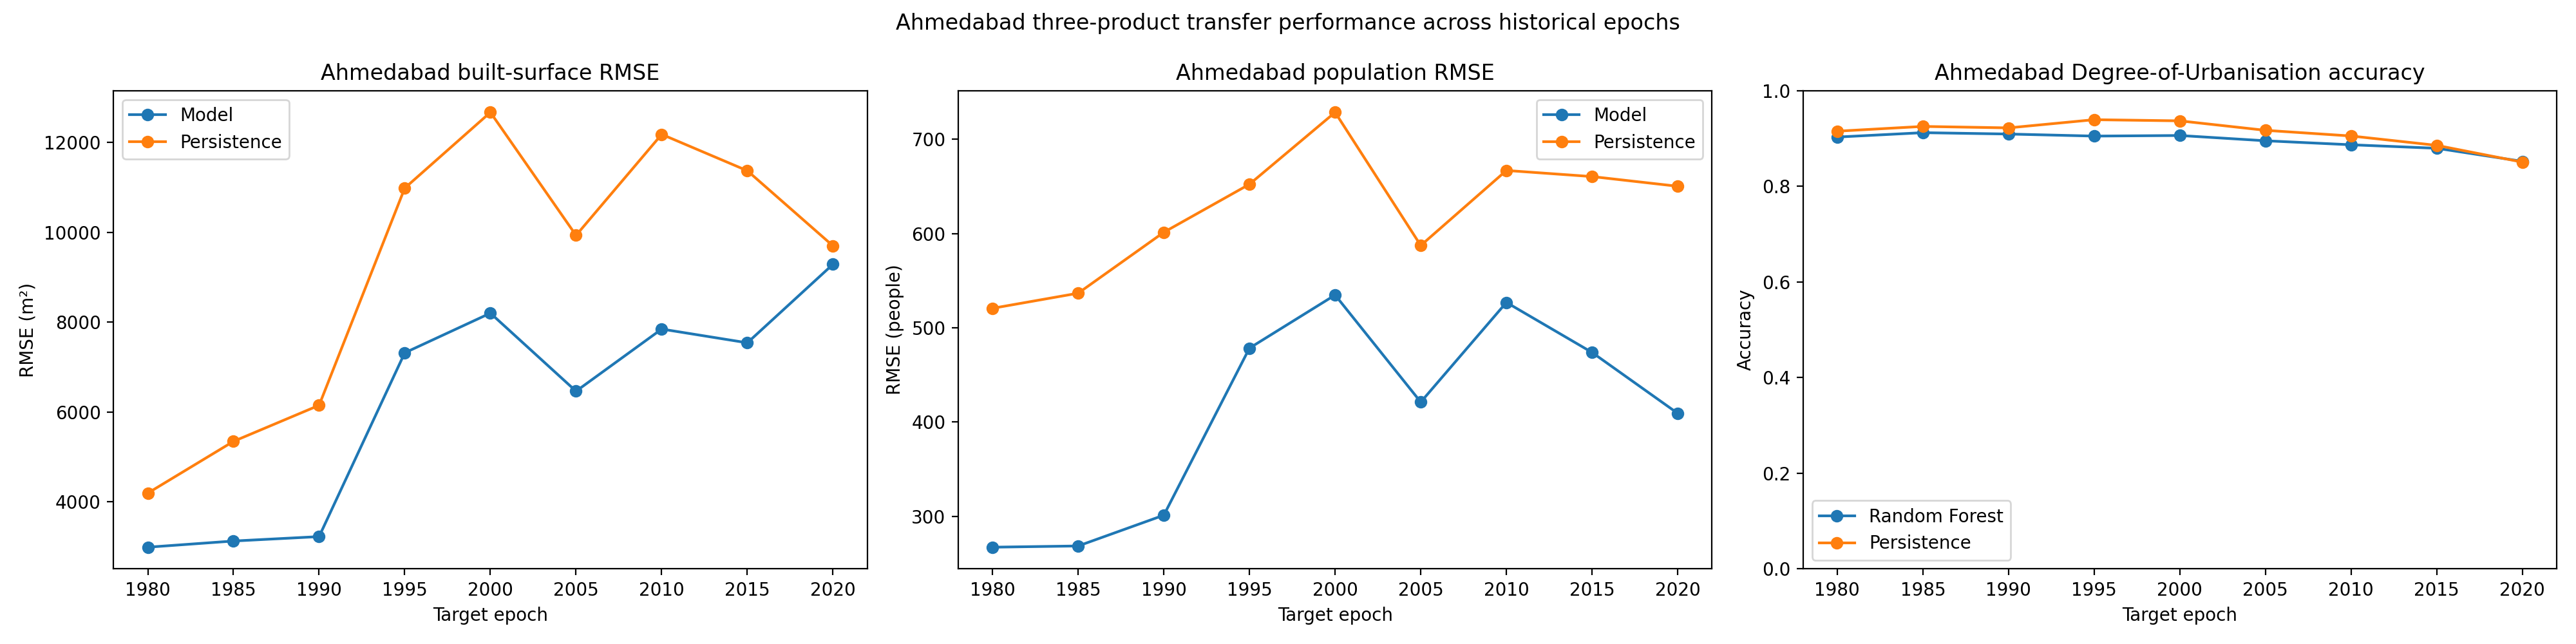 Ahmedabad three-product transfer performance across historical epochs
Ahmedabad built-surface RMSE
Model
Persistence
RMSE (m²)
12000
10000
8000
6000
4000
1980 1985 1990 1995 2000 2005 2010 2015 2020
Target epoch
Ahmedabad population RMSE
Model
Persistence
RMSE (people)
700
600
500
400
300
1980 1985 1990 1995 2000 2005 2010 2015 2020
Target epoch
Ahmedabad Degree-of-Urbanisation accuracy
Accuracy
1.0
0.8
0.6
0.4
0.2
0.0
Random Forest
Persistence
1980 1985 1990 1995 2000 2005 2010 2015 2020
Target epoch